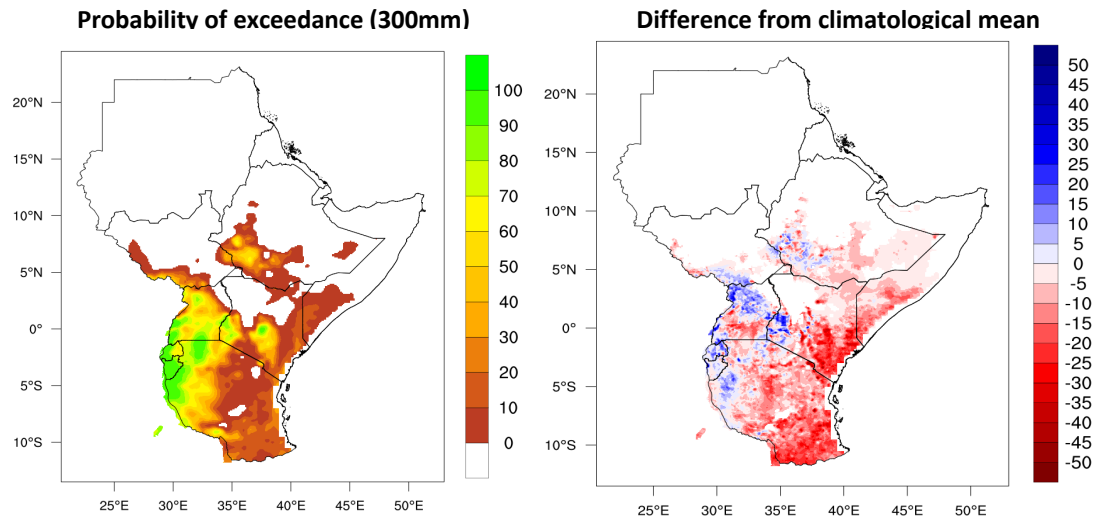 Probability of exceedance (300mm)
20°N
15°N
10°N
5°N
0°
5°S
10°S
25°E 30°E 35°E 40°E 45°E 50°E
100
90
80
70
60
50
40
30
20
10
0
Difference from climatological mean
20°N
15°N
10°N
5°N
0°
5°S
10°S
25°E 30°E 35°E 40°E 45°E 50°E
50
45
40
35
30
25
20
15
10
5
0
-5
-10
-15
-20
-25
-30
-35
-40
-45
-50